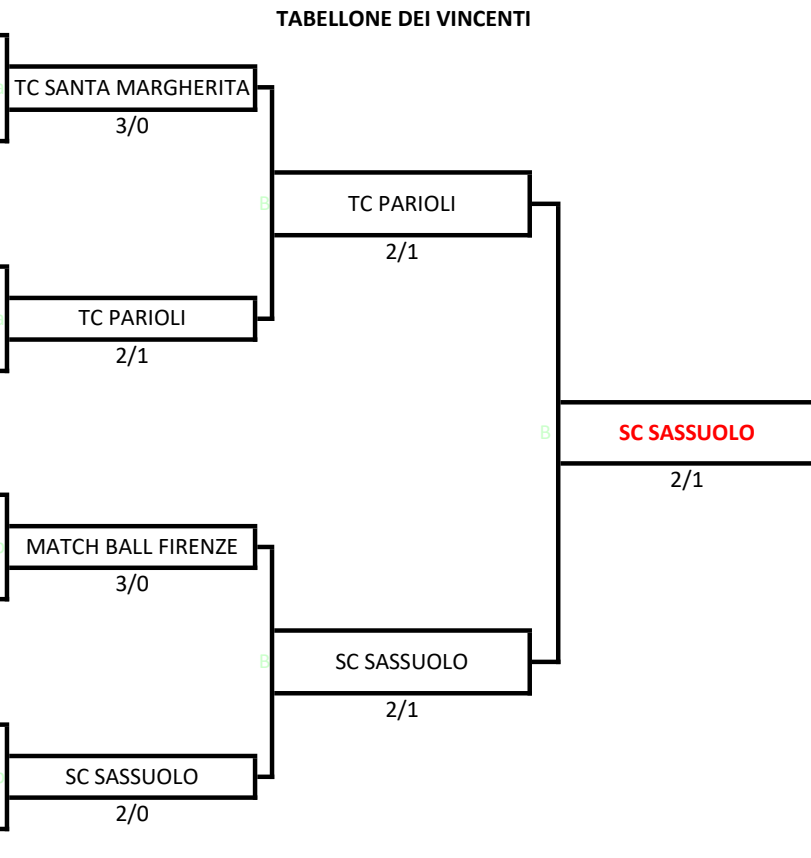 TABELLONE DEI VINCENTI
TC SANTA MARGHERITA
3/0
B
TC PARIOLI
2/1
TC PARIOLI
2/1
B
SC SASSUOLO
2/1
MATCH BALL FIRENZE
3/0
B
SC SASSUOLO
2/1
SC SASSUOLO
2/0